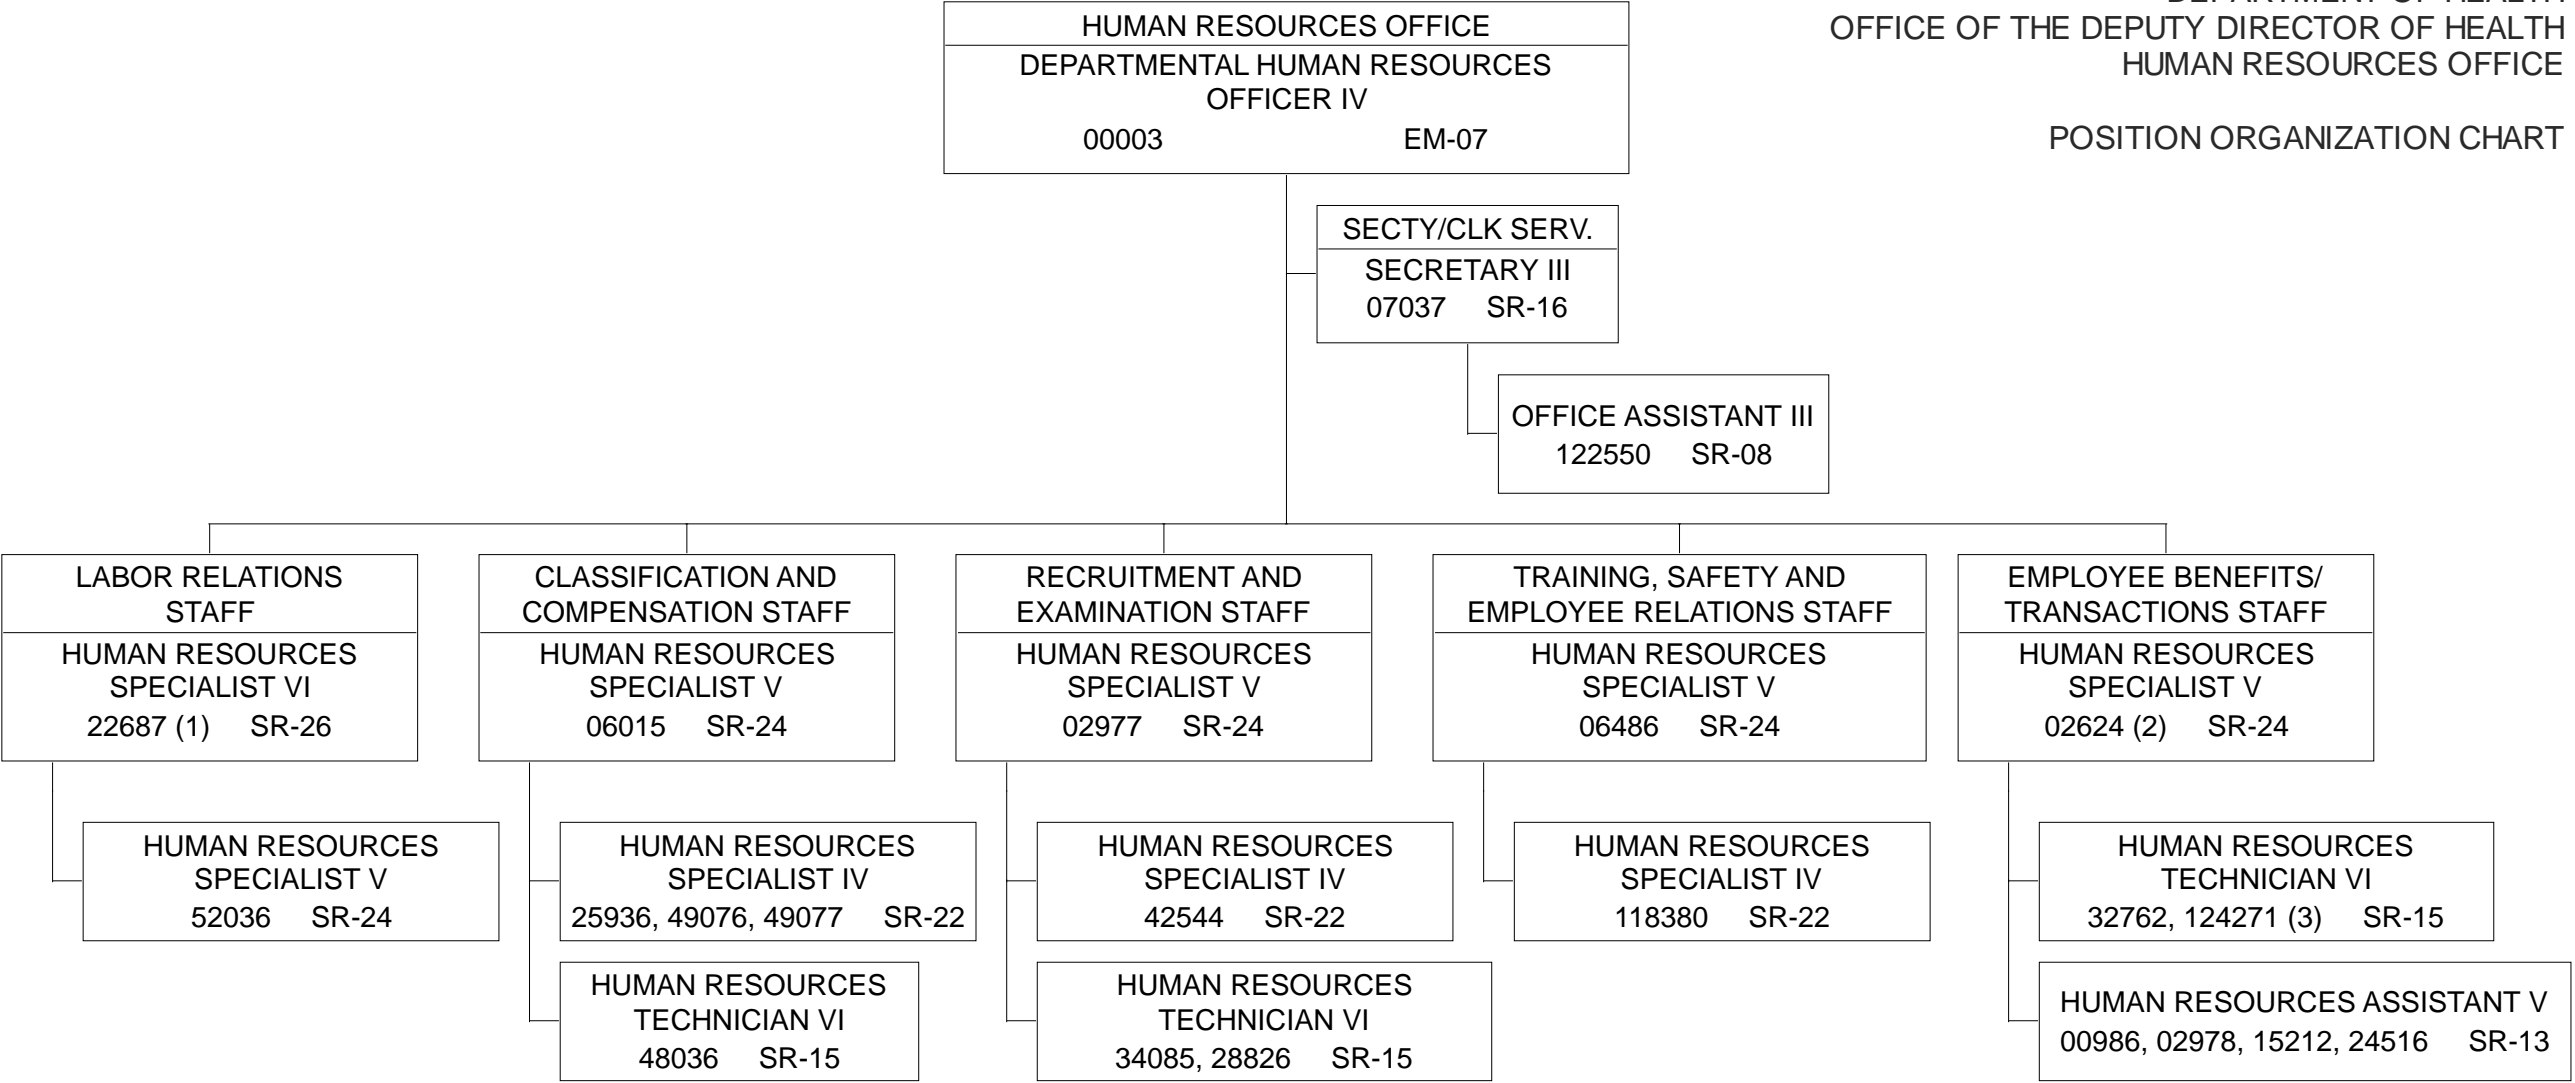 DEPARTMENT OF HEALTH
OFFICE OF THE DEPUTY DIRECTOR OF HEALTH
HUMAN RESOURCES OFFICE
POSITION ORGANIZATION CHART
HUMAN RESOURCES OFFICE
DEPARTMENTAL HUMAN RESOURCES
OFFICER IV
00003 EM-07
SECTY/CLK SERV.
SECRETARY III
07037 SR-16
OFFICE ASSISTANT III
122550 SR-08
LABOR RELATIONS
STAFF
HUMAN RESOURCES
SPECIALIST VI
22687 (1) SR-26
HUMAN RESOURCES
SPECIALIST V
52036 SR-24
CLASSIFICATION AND
COMPENSATION STAFF
HUMAN RESOURCES
SPECIALIST V
06015 SR-24
HUMAN RESOURCES
SPECIALIST IV
25936, 49076, 49077 SR-22
HUMAN RESOURCES
TECHNICIAN VI
48036 SR-15
RECRUITMENT AND
EXAMINATION STAFF
HUMAN RESOURCES
SPECIALIST V
02977 SR-24
HUMAN RESOURCES
SPECIALIST IV
42544 SR-22
HUMAN RESOURCES
TECHNICIAN VI
34085, 28826 SR-15
TRAINING, SAFETY AND
EMPLOYEE RELATIONS STAFF
HUMAN RESOURCES
SPECIALIST V
06486 SR-24
HUMAN RESOURCES
SPECIALIST IV
118380 SR-22
EMPLOYEE BENEFITS/
TRANSACTIONS STAFF
HUMAN RESOURCES
SPECIALIST V
02624 (2) SR-24
HUMAN RESOURCES
TECHNICIAN VI
32762, 124271 (3) SR-15
HUMAN RESOURCES ASSISTANT V
00986, 02978, 15212, 24516 SR-13